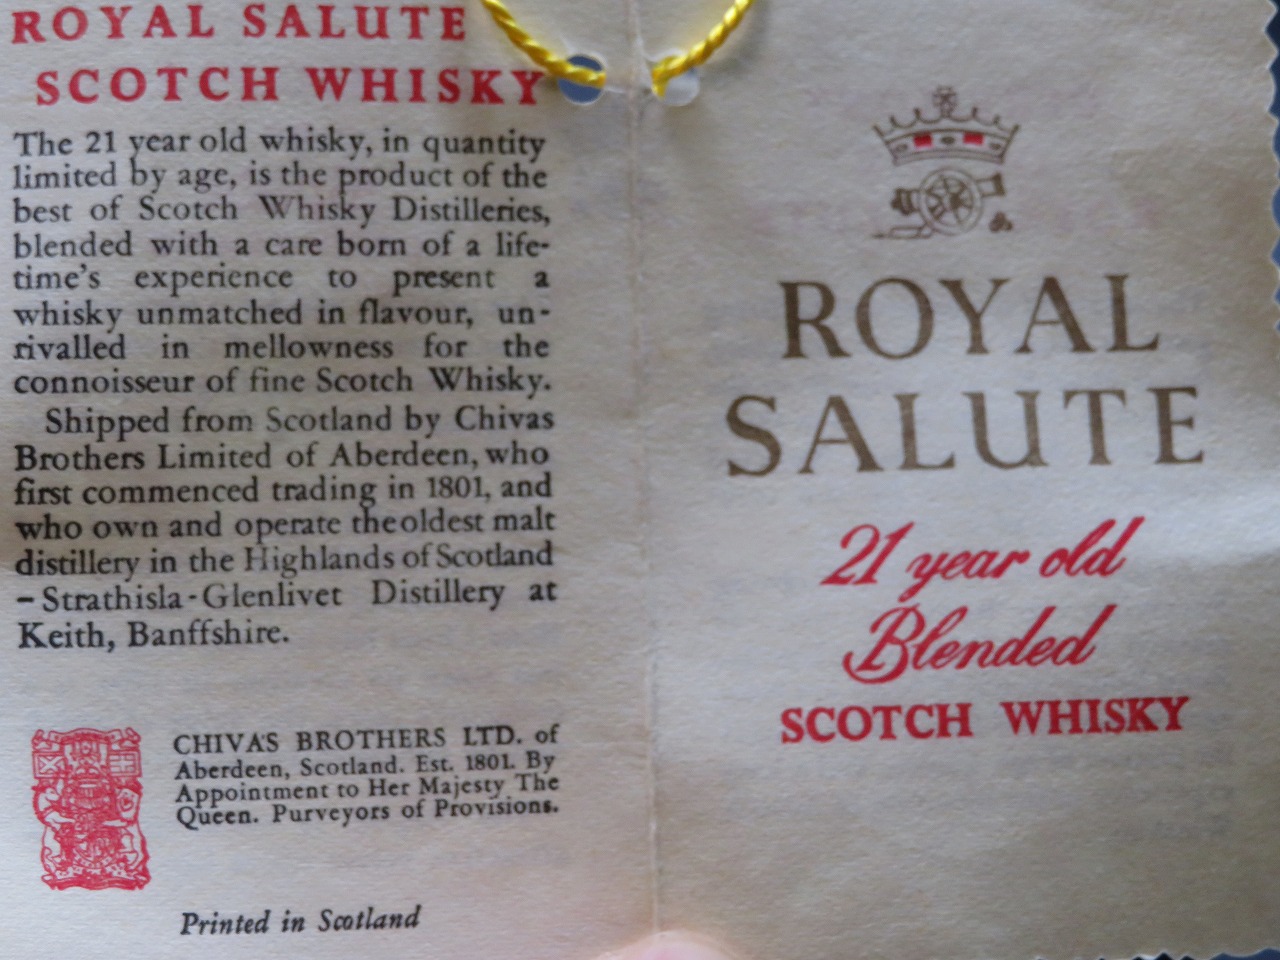 ROYAL SALUTE
SCOTCH WHISKY
The 21 year old whisky, in quantity
limited by age, is the product of the
best of Scotch Whisky Distilleries,
blended with a care born of a life-
time's experience to present a
whisky unmatched in flavour, un-
rivalled in mellowness for the
connoisseur of fine Scotch Whisky.
Shipped from Scotland by Chivas
Brothers Limited of Aberdeen, who
first commenced trading in 1801, and
who own and operate the oldest malt
distillery in the Highlands of Scotland
– Strathisla - Glenlivet Distillery at
Keith, Banffshire.
CHIVAS BROTHERS LTD. of
Aberdeen, Scotland. Est. 1801. By
Appointment to Her Majesty The
Queen. Purveyors of Provisions.
Printed in Scotland
ROYAL
SALUTE
21 year old
Blended
SCOTCH WHISKY